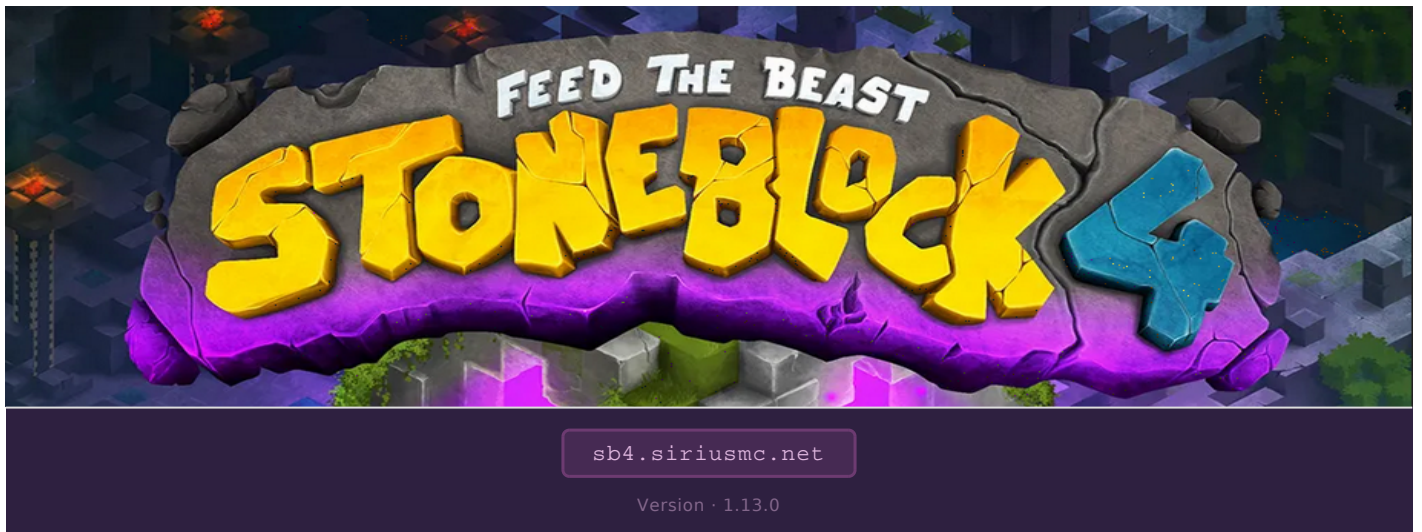 FEED THE BEAST
STONEBLOCK 4
sb4.siriusmc.net
Version · 1.13.0